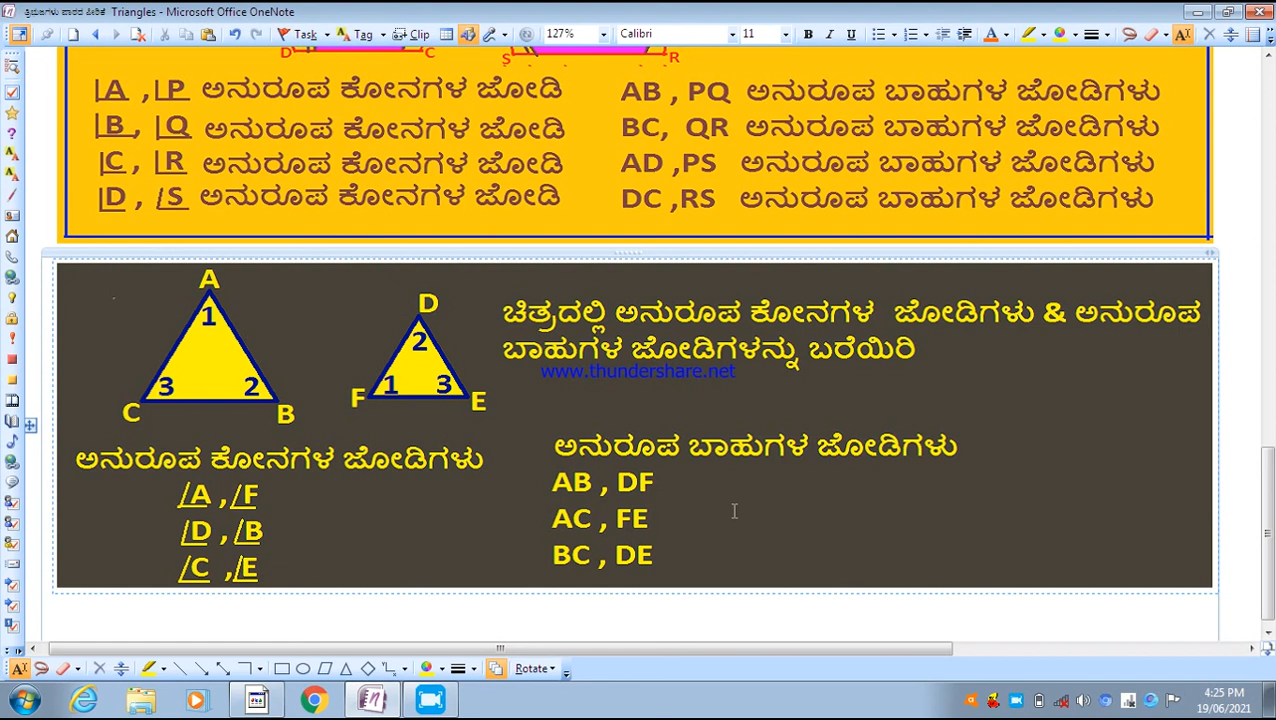 ತ್ರಿಭುಜಗಳು ಪಾಠದ ಪೀಠಿಕೆ Triangles - Microsoft Office OneNote
Task Tag Clip 127% Calibri 11 B I U A
D C S R
A , P ಅನುರೂಪ ಕೋನಗಳ ಜೋಡಿ
B , Q ಅನುರೂಪ ಕೋನಗಳ ಜೋಡಿ
C , R ಅನುರೂಪ ಕೋನಗಳ ಜೋಡಿ
D , S ಅನುರೂಪ ಕೋನಗಳ ಜೋಡಿ
AB , PQ ಅನುರೂಪ ಬಾಹುಗಳ ಜೋಡಿಗಳು
BC, QR ಅನುರೂಪ ಬಾಹುಗಳ ಜೋಡಿಗಳು
AD ,PS ಅನುರೂಪ ಬಾಹುಗಳ ಜೋಡಿಗಳು
DC ,RS ಅನುರೂಪ ಬಾಹುಗಳ ಜೋಡಿಗಳು
A
1
3 2
C B
D
2
1 3
F E
ಚಿತ್ರದಲ್ಲಿ ಅನುರೂಪ ಕೋನಗಳ ಜೋಡಿಗಳು & ಅನುರೂಪ
ಬಾಹುಗಳ ಜೋಡಿಗಳನ್ನು ಬರೆಯಿರಿ
www.thundershare.net
ಅನುರೂಪ ಕೋನಗಳ ಜೋಡಿಗಳು
/A , /F
/D , /B
/C , /E
ಅನುರೂಪ ಬಾಹುಗಳ ಜೋಡಿಗಳು
AB , DF
AC , FE
BC , DE
Rotate
4:25 PM
19/06/2021